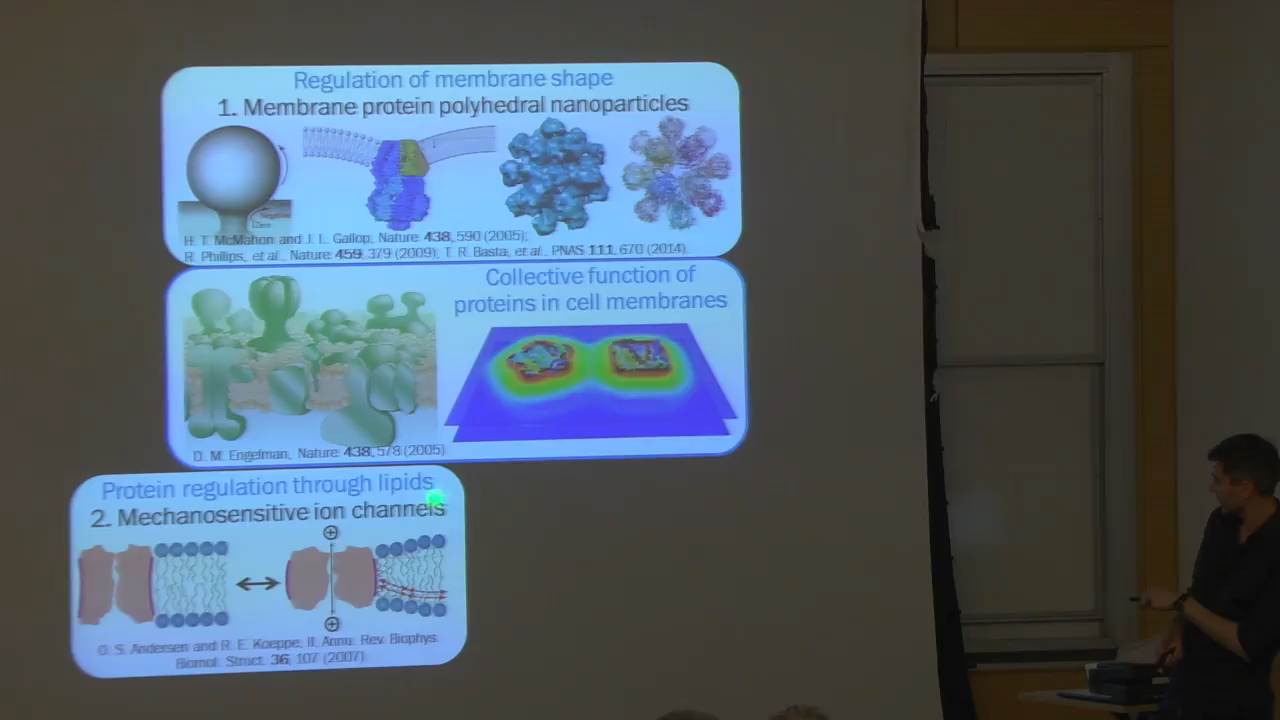 Regulation of membrane shape
1. Membrane protein polyhedral nanoparticles
Negative
Zero
H. T. McMahon and J. L. Gallop, Nature 438, 590 (2005);
R. Phillips, et al., Nature 459, 379 (2009); T. R. Basta, et al., PNAS 111, 670 (2014).
Collective function of
proteins in cell membranes
D. M. Engelman, Nature 438, 578 (2005)
Protein regulation through lipids
2. Mechanosensitive ion channels
O. S. Andersen and R. E. Koeppe, II, Annu. Rev. Biophys.
Biomol. Struct. 36, 107 (2007)